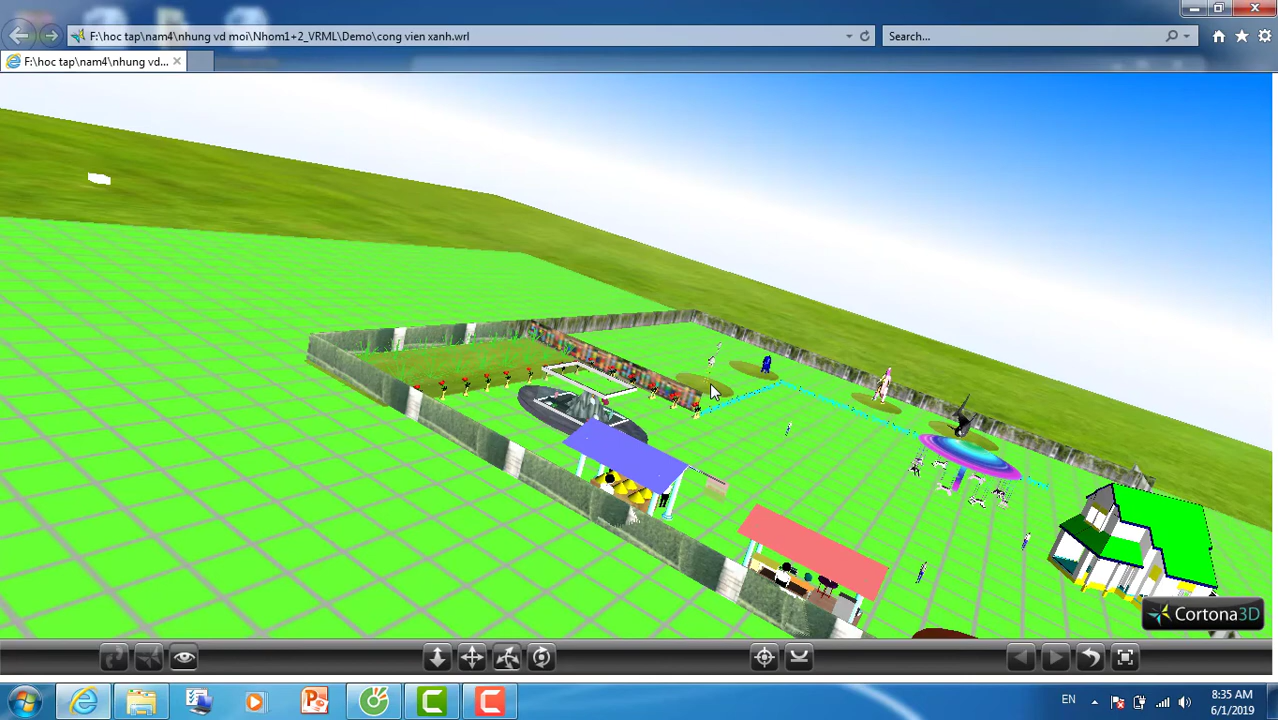 F:\hoc tap\nam4\nhung vd moi\Nhom1+2_VRML\Demo\cong vien xanh.wrl
Search...
F:\hoc tap\nam4\nhung vd...
Cortona3D
EN
8:35 AM
6/1/2019